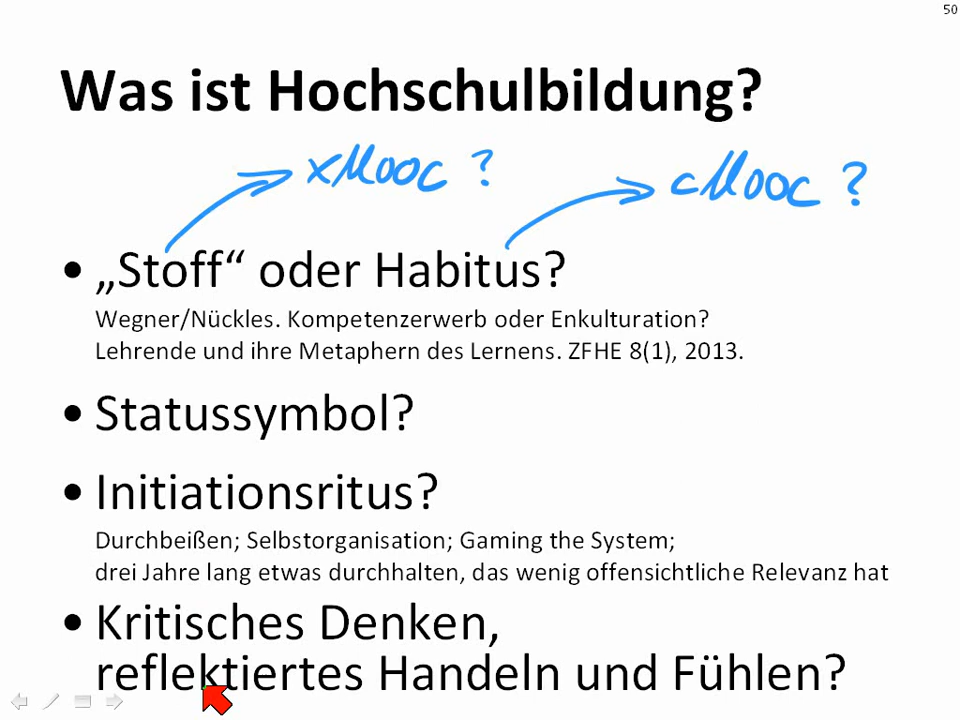 50
Was ist Hochschulbildung?
xMooc ? cMooc ?
• „Stoff“ oder Habitus?
Wegner/Nückles. Kompetenzerwerb oder Enkulturation?
Lehrende und ihre Metaphern des Lernens. ZFHE 8(1), 2013.
• Statussymbol?
• Initiationsritus?
Durchbeißen; Selbstorganisation; Gaming the System;
drei Jahre lang etwas durchhalten, das wenig offensichtliche Relevanz hat
• Kritisches Denken,
reflektiertes Handeln und Fühlen?